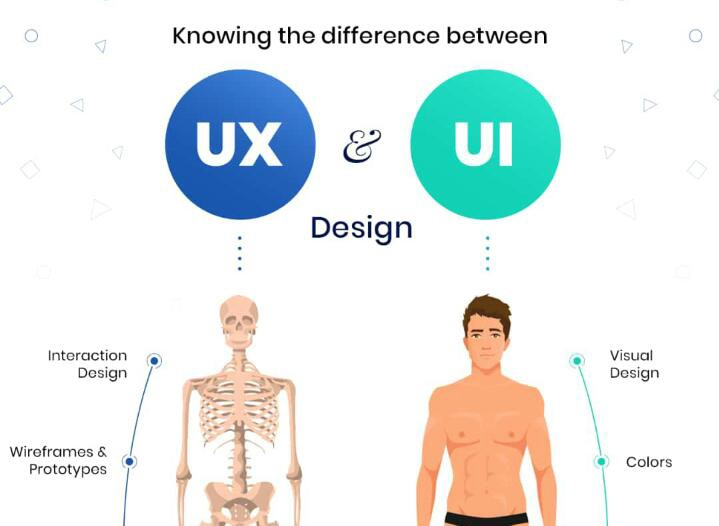 Knowing the difference between
UX & UI
Design
Interaction
Design
Visual
Design
Wireframes &
Prototypes
Colors